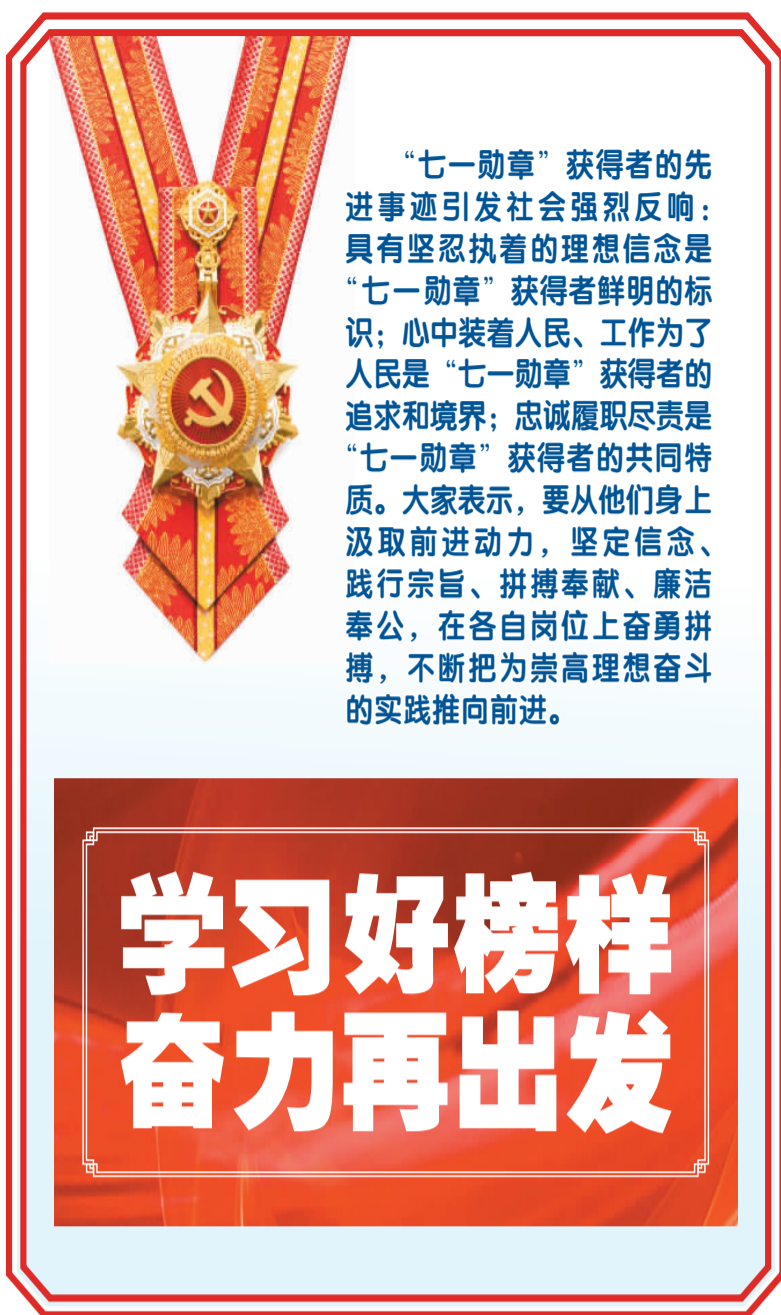 “七一勋章”获得者的先
进事迹引发社会强烈反响：
具有坚忍执着的理想信念是
“七一勋章”获得者鲜明的标
识；心中装着人民、工作为了
人民是“七一勋章”获得者的
追求和境界；忠诚履职尽责是
“七一勋章”获得者的共同特
质。大家表示，要从他们身上
汲取前进动力，坚定信念、
践行宗旨、拼搏奉献、廉洁
奉公，在各自岗位上奋勇拼
搏，不断把为崇高理想奋斗
的实践推向前进。
学习好榜样
奋力再出发